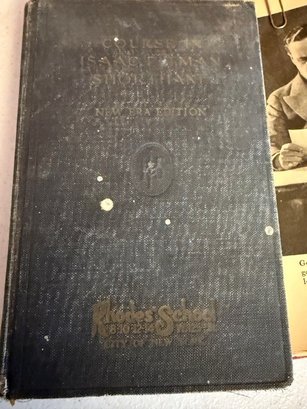 COURSE IN
ISAAC PITMAN
SHORTHAND
NEW ERA EDITION
Rhodes School
CITY OF NEW YORK